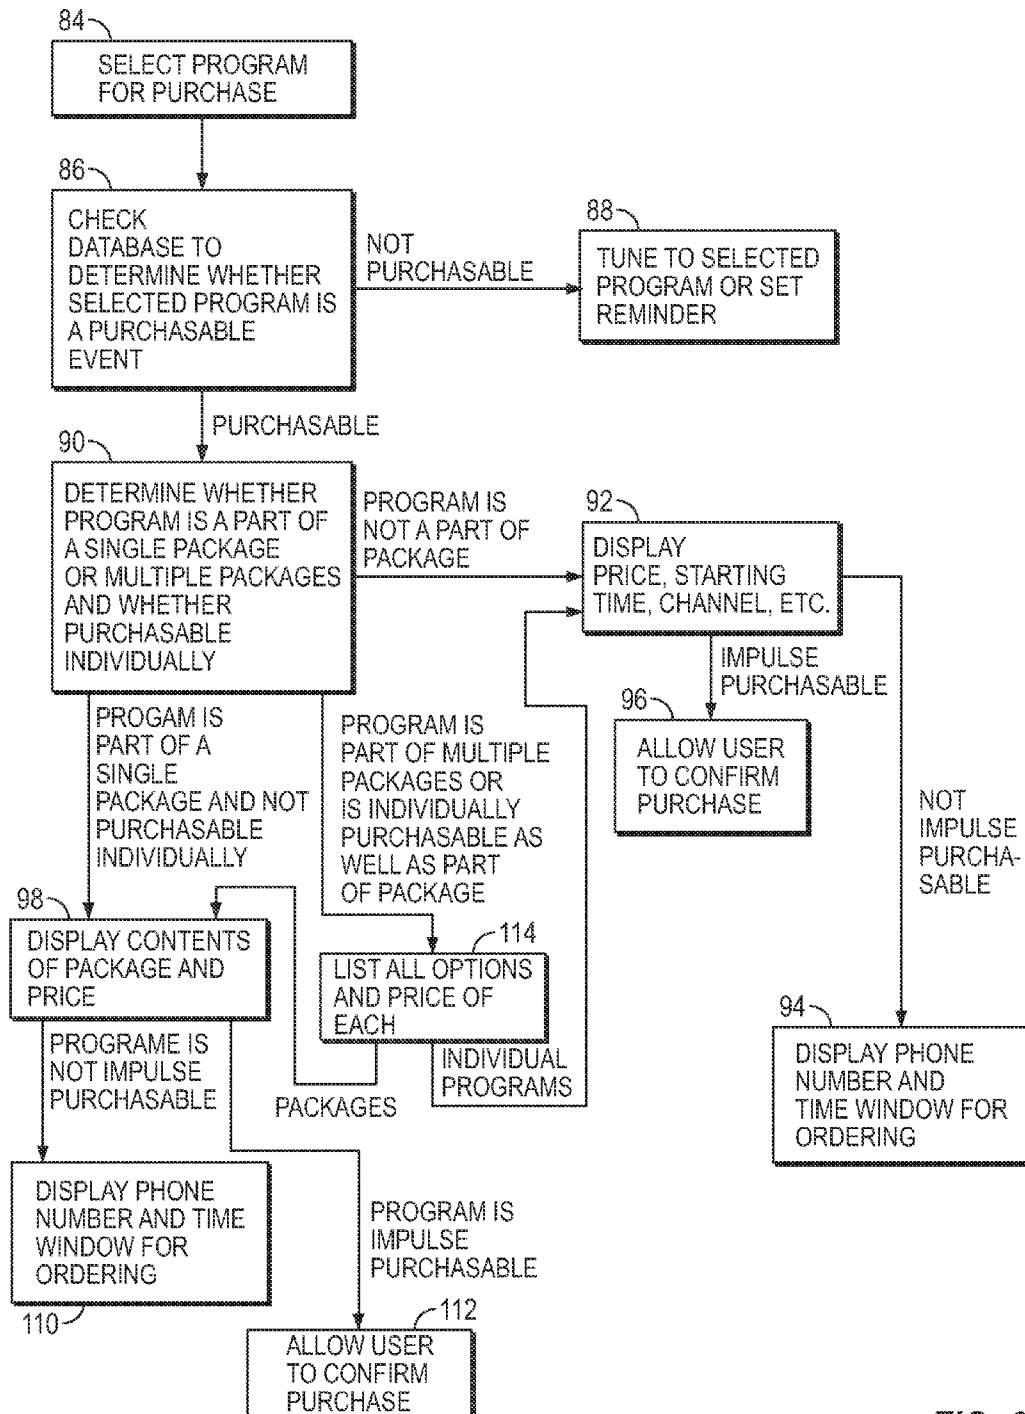 84
SELECT PROGRAM
FOR PURCHASE
86
CHECK
DATABASE TO
DETERMINE WHETHER
SELECTED PROGRAM IS
A PURCHASABLE
EVENT
NOT
PURCHASABLE
88
TUNE TO SELECTED
PROGRAM OR SET
REMINDER
PURCHASABLE
90
DETERMINE WHETHER
PROGRAM IS A PART OF
A SINGLE PACKAGE
OR MULTIPLE PACKAGES
AND WHETHER
PURCHASABLE
INDIVIDUALLY
PROGRAM IS
NOT A PART OF
PACKAGE
92
DISPLAY
PRICE, STARTING
TIME, CHANNEL, ETC.
IMPULSE
PURCHASABLE
96
ALLOW USER
TO CONFIRM
PURCHASE
NOT
IMPULSE
PURCHA-
SABLE
94
DISPLAY PHONE
NUMBER AND
TIME WINDOW FOR
ORDERING
PROGAM IS
PART OF A
SINGLE
PACKAGE AND NOT
PURCHASABLE
INDIVIDUALLY
PROGRAM IS
PART OF MULTIPLE
PACKAGES OR
IS INDIVIDUALLY
PURCHASABLE AS
WELL AS PART
OF PACKAGE
98
DISPLAY CONTENTS
OF PACKAGE AND
PRICE
114
LIST ALL OPTIONS
AND PRICE OF
EACH
INDIVIDUAL
PROGRAMS
PACKAGES
PROGRAME IS
NOT IMPULSE
PURCHASABLE
DISPLAY PHONE
NUMBER AND TIME
WINDOW FOR
ORDERING
110
PROGRAM IS
IMPULSE
PURCHASABLE
112
ALLOW USER
TO CONFIRM
PURCHASE